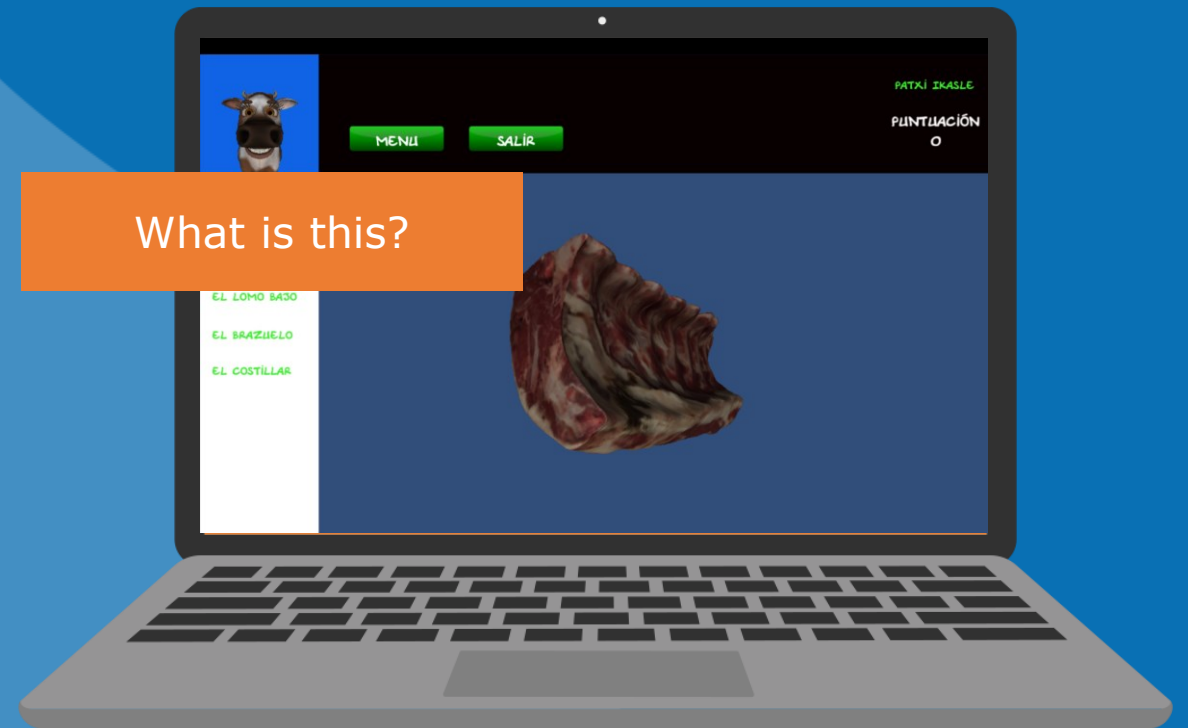 PATXI IKASLE
PUNTUACIÓN
0
MENU
SALIR
What is this?
EL LOMO BAJO
EL BRAZUELO
EL COSTILLAR